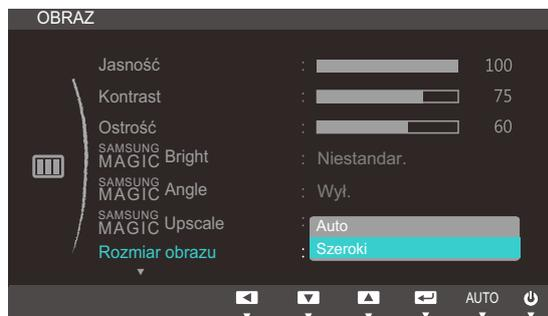 OBRAZ
Jasność : 100
Kontrast : 75
Ostrość : 60
SAMSUNG MAGIC Bright : Niestandar.
SAMSUNG MAGIC Angle : Wył.
SAMSUNG MAGIC Upscale : Auto
Rozmiar obrazu : Szeroki
AUTO